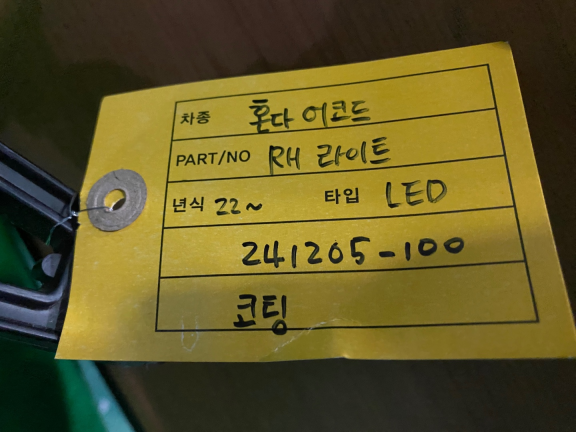 차종 혼다 어코드
PART/NO RH 라이트
년식 22~ 타입 LED
241205-100
코팅